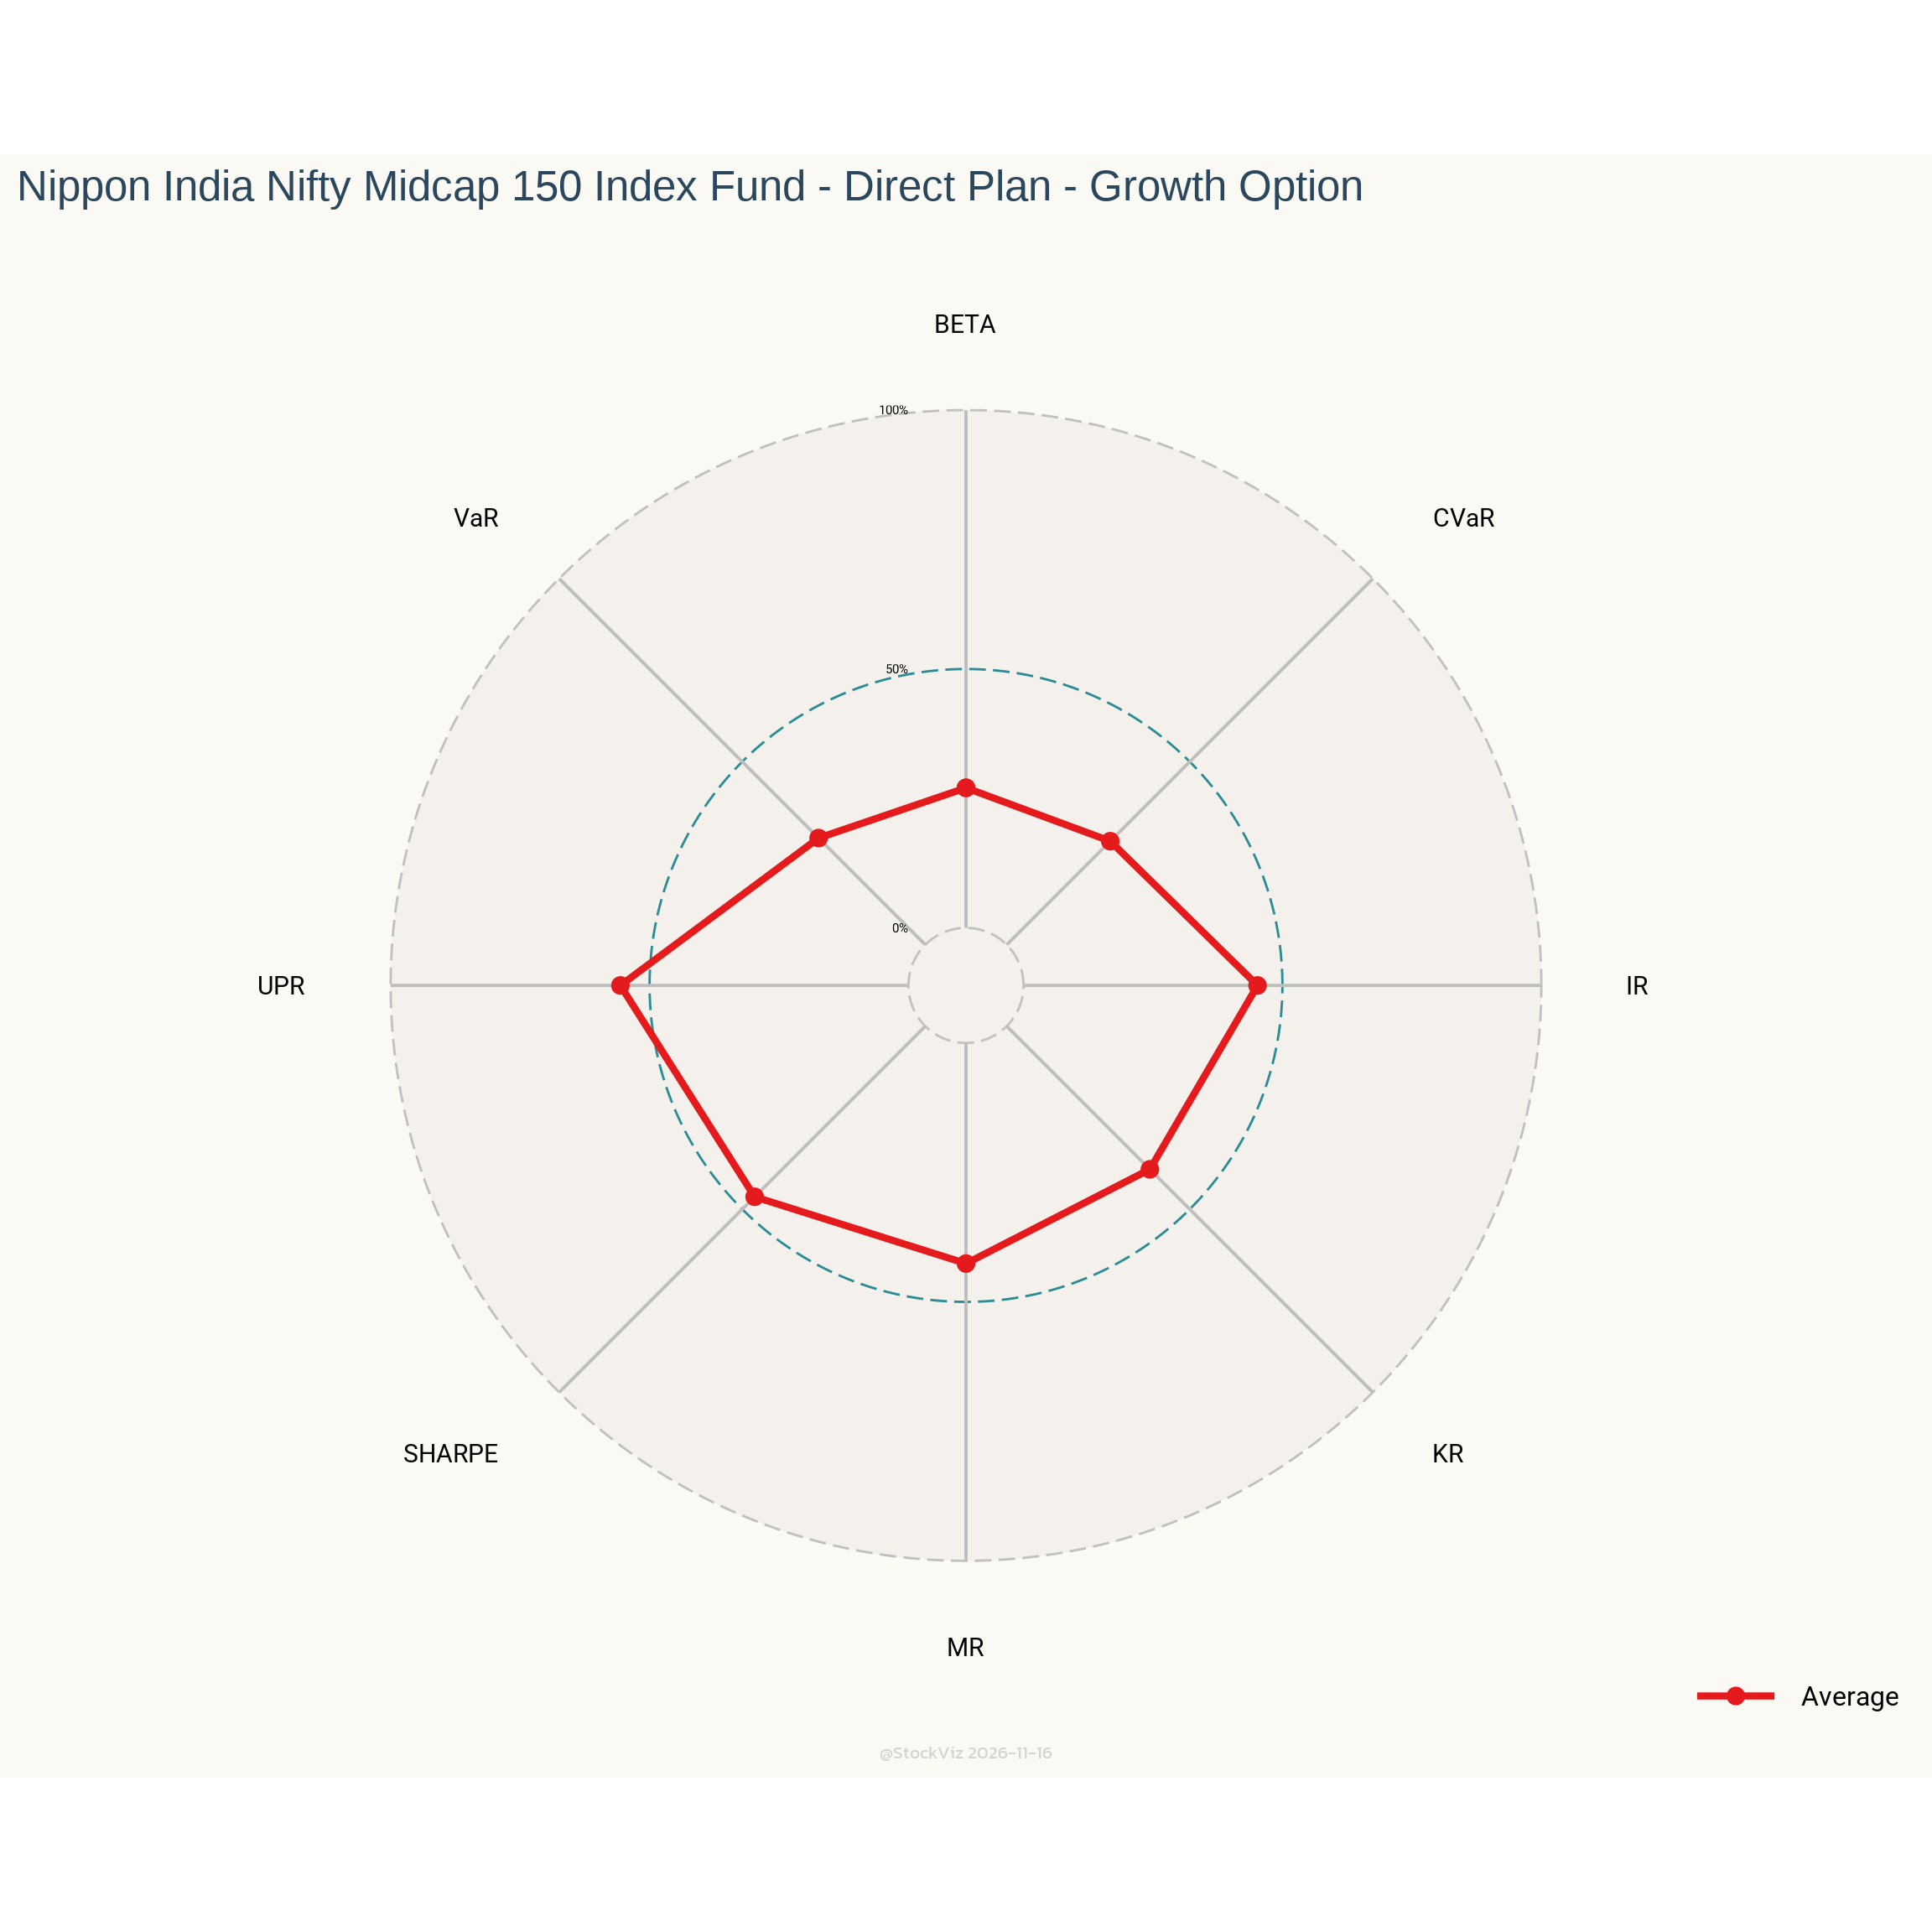 Nippon India Nifty Midcap 150 Index Fund - Direct Plan - Growth Option
BETA
100%
VaR
CVaR
50%
0%
UPR
IR
SHARPE
KR
MR
Average
@StockViz 2026-11-16